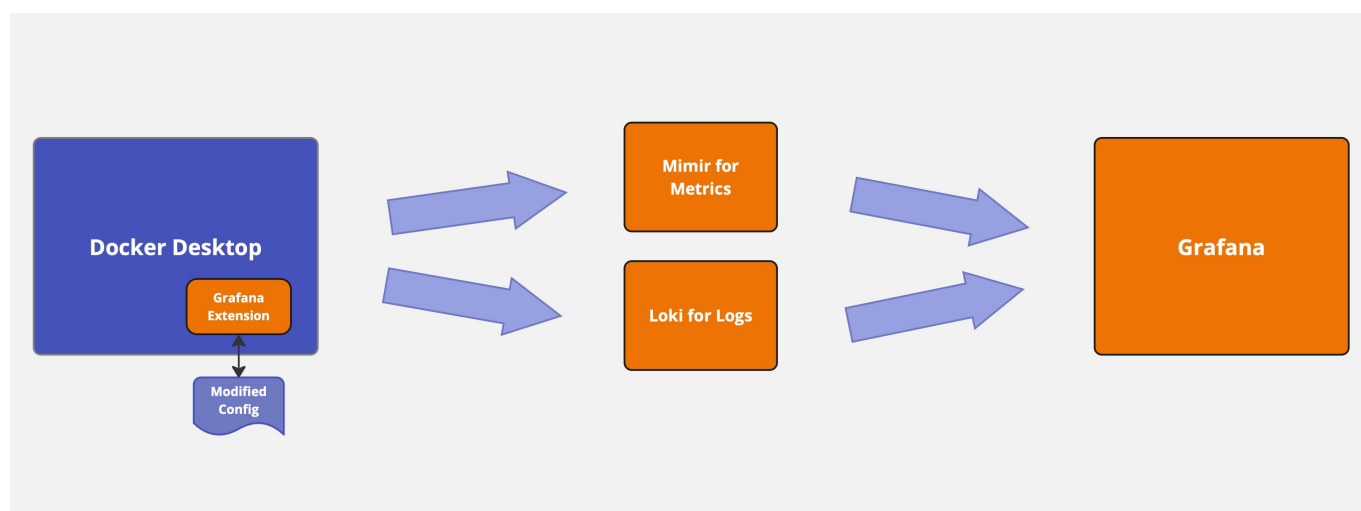 Docker Desktop
Grafana
Extension
Modified
Config
Mimir for
Metrics
Loki for Logs
Grafana